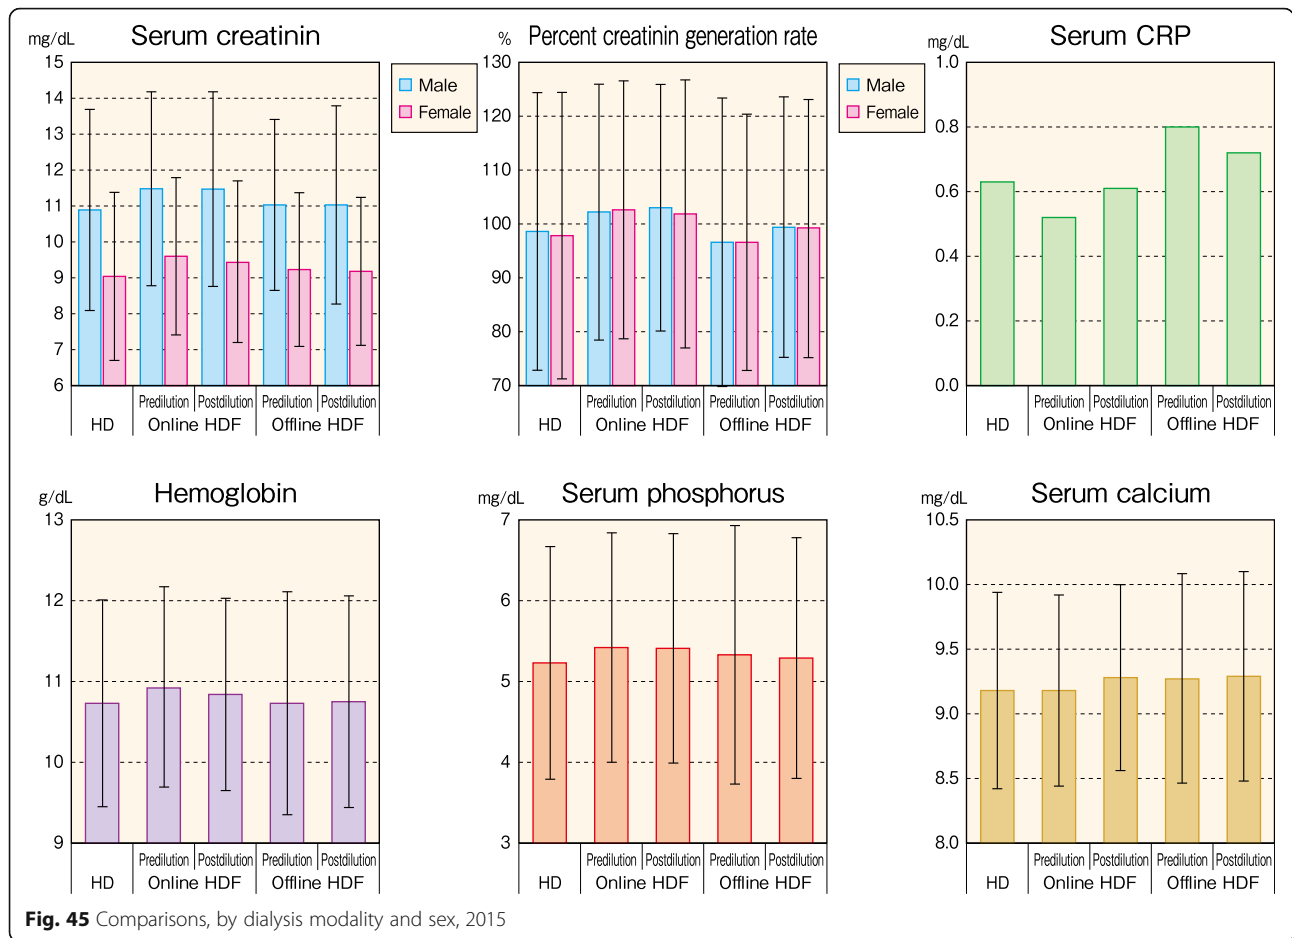 Serum creatinin
mg/dL
15
14
13
12
11
10
9
8
7
6
Male
Female
HD
Predilution Postdilution Predilution Postdilution
Online HDF Offline HDF
Percent creatinin generation rate
%
130
120
110
100
90
80
70
Male
Female
HD
Predilution Postdilution Predilution Postdilution
Online HDF Offline HDF
Serum CRP
mg/dL
1.0
0.8
0.6
0.4
0.2
0.0
HD
Predilution Postdilution Predilution Postdilution
Online HDF Offline HDF
Hemoglobin
g/dL
13
12
11
10
9
HD
Predilution Postdilution Predilution Postdilution
Online HDF Offline HDF
Serum phosphorus
mg/dL
7
6
5
4
3
HD
Predilution Postdilution Predilution Postdilution
Online HDF Offline HDF
Serum calcium
mg/dL
10.5
10.0
9.5
9.0
8.5
8.0
HD
Predilution Postdilution Predilution Postdilution
Online HDF Offline HDF
Fig. 45 Comparisons, by dialysis modality and sex, 2015